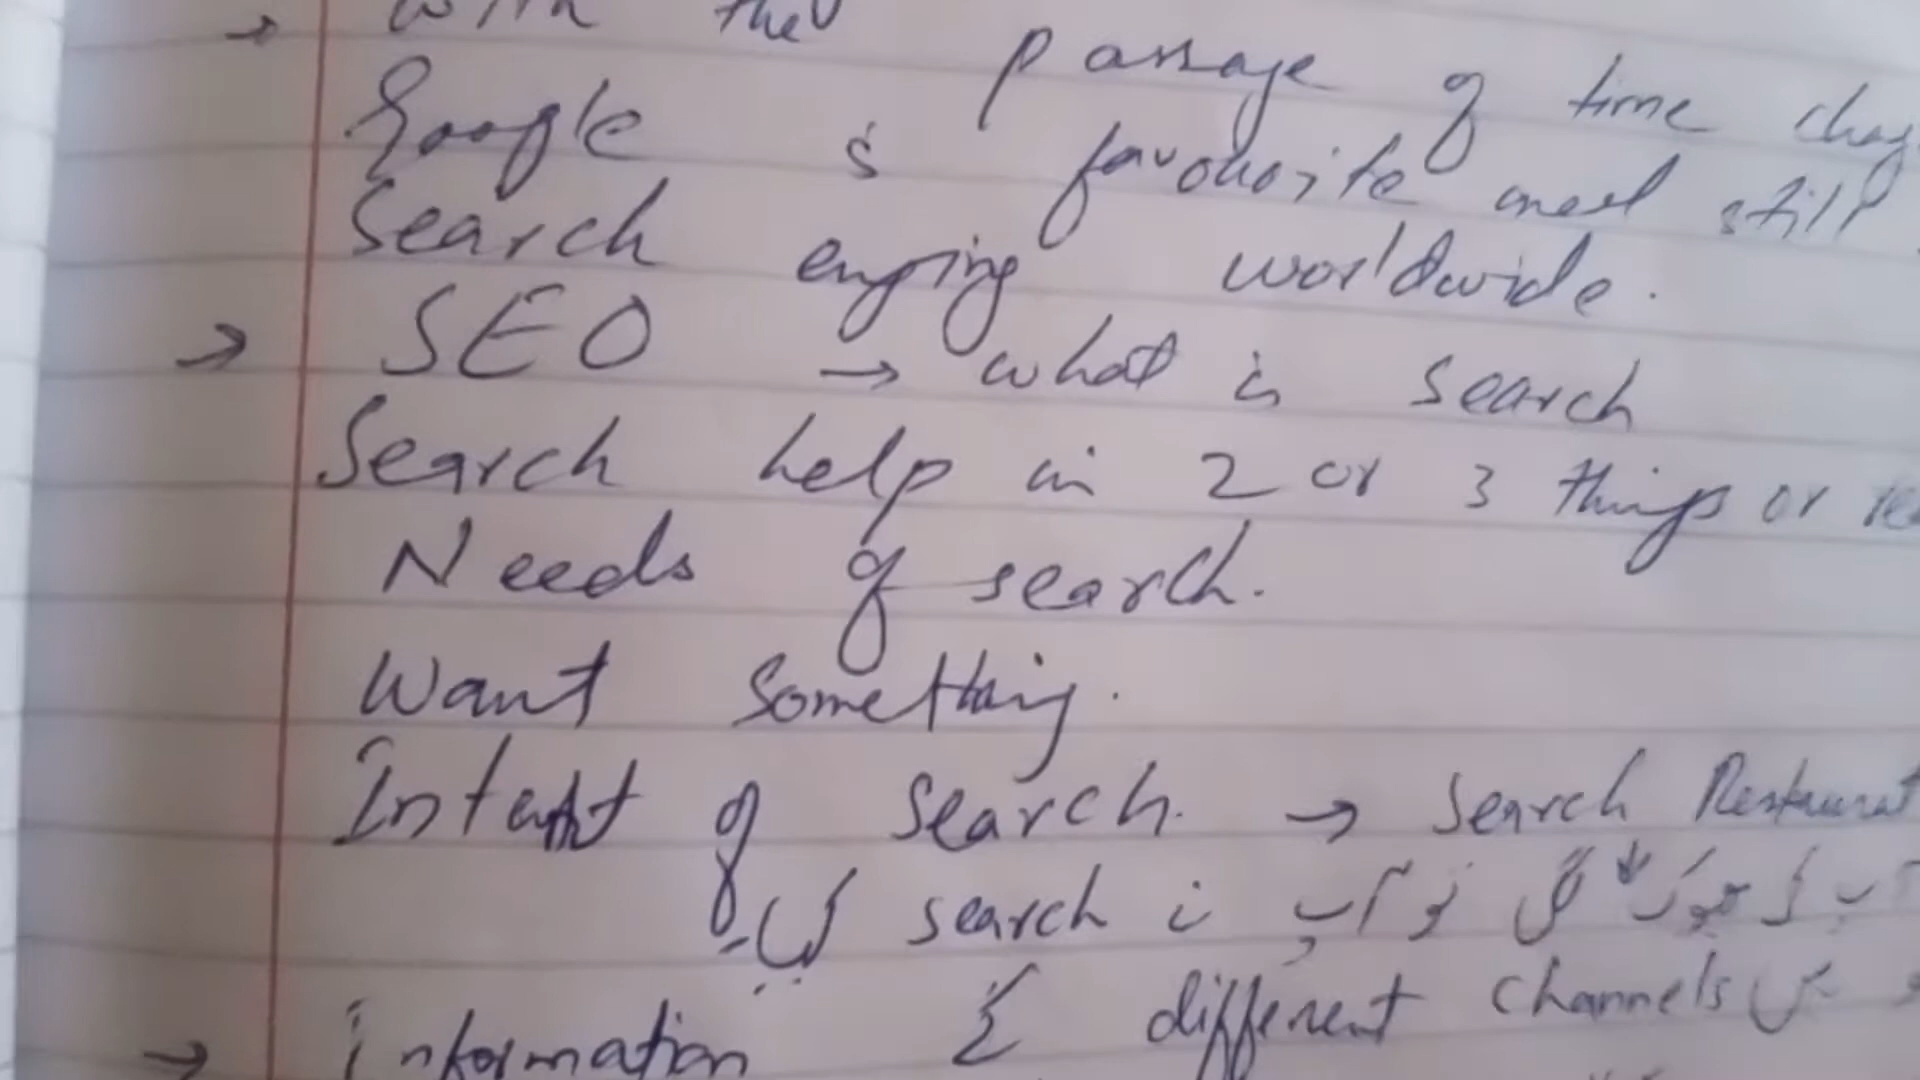 → with the passage of time
Google is favourite and still
Search enging worldwide.
→ SEO → what is search
Search help in 2 or 3 things or
Needs of search.
Want something.
Intent of search. → Search Restaurant
search
→ information کے different channels